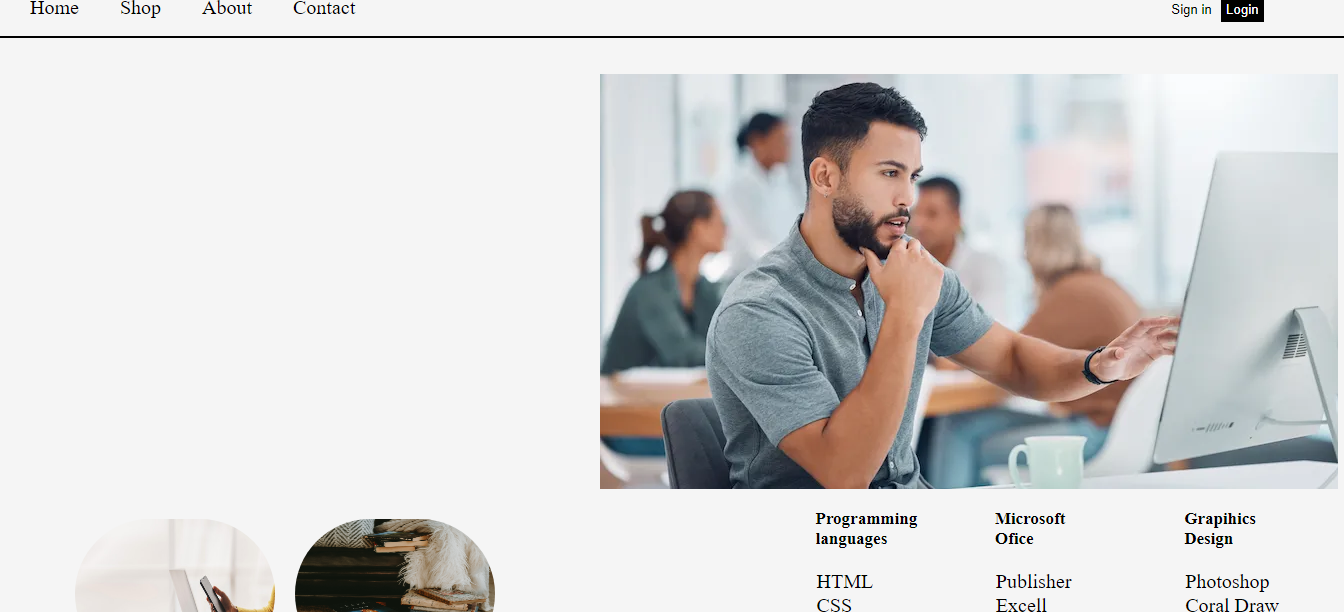 Home Shop About Contact Sign in Login
Programming languages
Microsoft Ofice
Grapihics Design
HTML Publisher Photoshop
CSS Excell Coral Draw